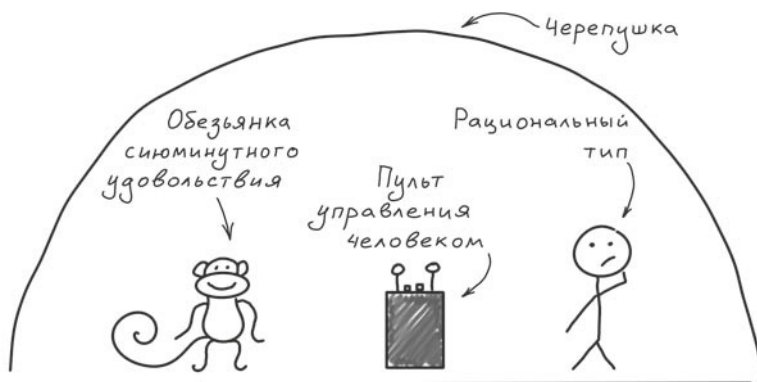 Черепушка
Обезьянка
сиюминутного
удовольствия
Рациональный
тип
Пульт
управления
человеком